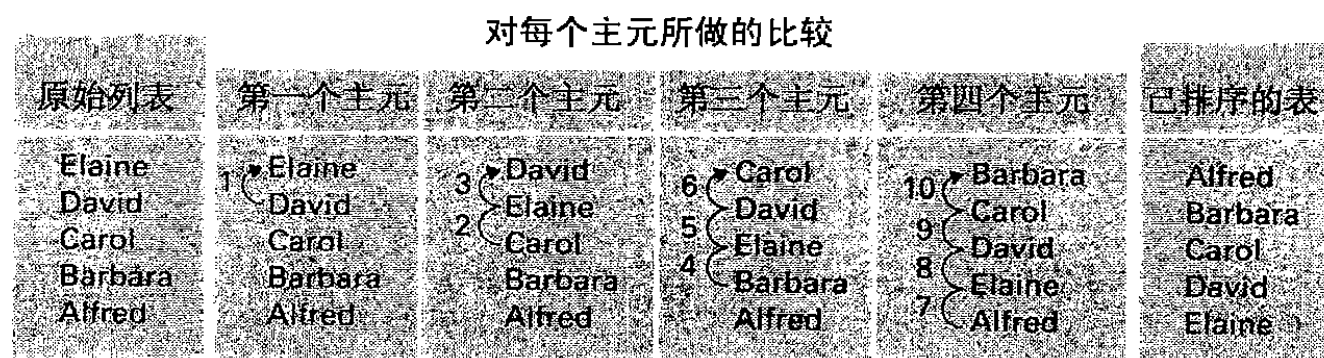 对每个主元所做的比较
原始列表 第一个主元 第二个主元 第三个主元 第四个主元 已排序的表
Elaine 1 Elaine 3 David 6 Carol 10 Barbara Alfred
David David 2 Elaine 5 David 9 Carol Barbara
Carol Carol Carol 4 Elaine 8 David Carol
Barbara Barbara Barbara Barbara 7 Elaine David
Alfred Alfred Alfred Alfred Alfred Elaine